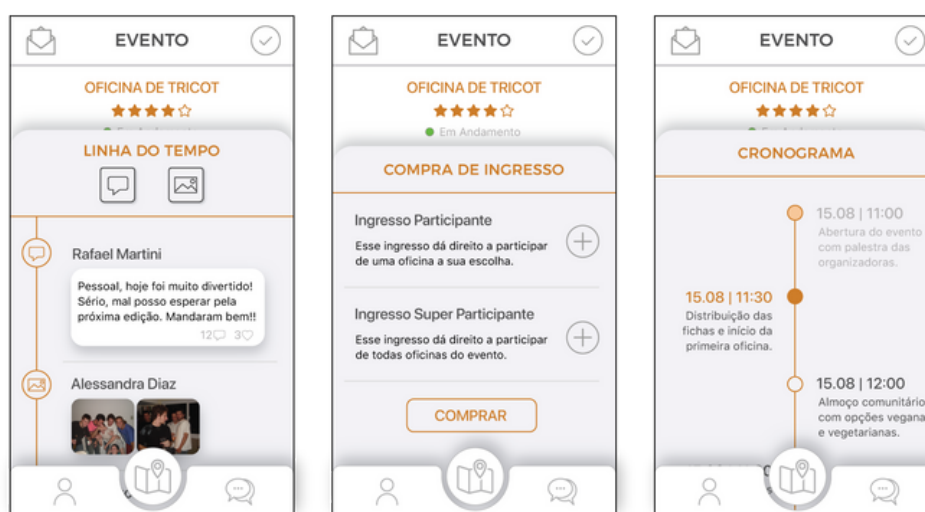 EVENTO
OFICINA DE TRICOT
LINHA DO TEMPO
Rafael Martini
Pessoal, hoje foi muito divertido!
Sério, mal posso esperar pela
próxima edição. Mandaram bem!!
12 3
Alessandra Diaz
EVENTO
OFICINA DE TRICOT
Em Andamento
COMPRA DE INGRESSO
Ingresso Participante
Esse ingresso dá direito a participar
de uma oficina a sua escolha.
Ingresso Super Participante
Esse ingresso dá direito a participar
de todas oficinas do evento.
COMPRAR
EVENTO
OFICINA DE TRICOT
CRONOGRAMA
15.08 | 11:00
Abertura do evento
com palestra das
organizadoras.
15.08 | 11:30
Distribuição das
fichas e início da
primeira oficina.
15.08 | 12:00
Almoço comunitário
com opções vegana
e vegetarianas.